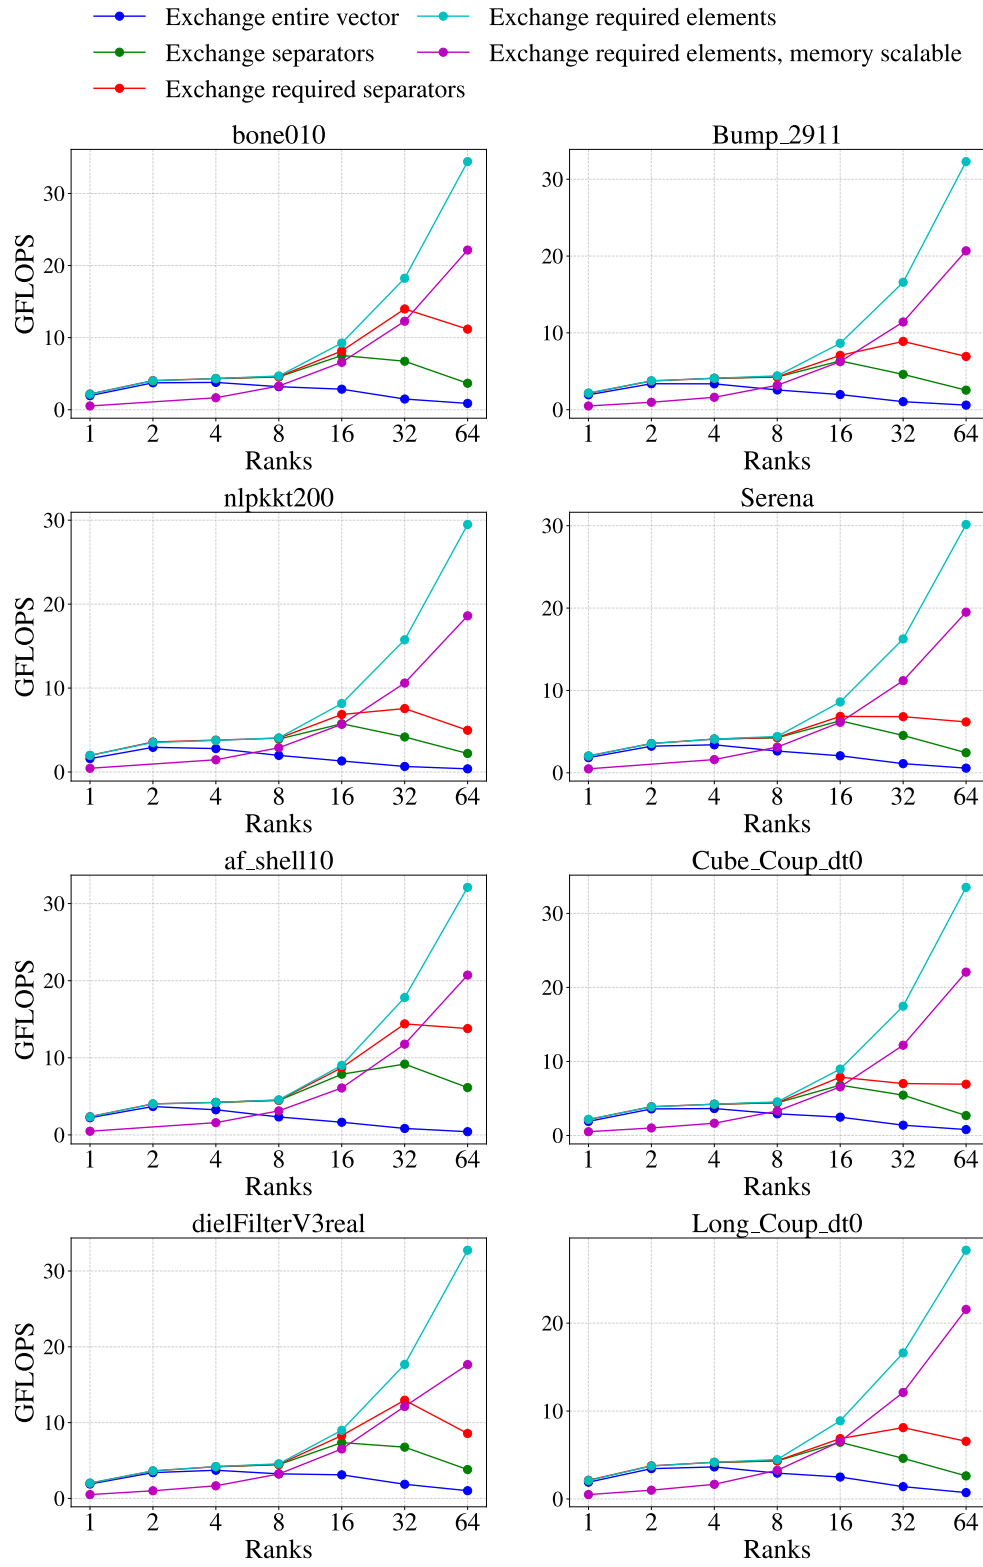 Exchange entire vector
Exchange required elements
Exchange separators
Exchange required elements, memory scalable
Exchange required separators
bone010
GFLOPS
30
20
10
0
1 2 4 8 16 32 64
Ranks
Bump_2911
30
20
10
0
1 2 4 8 16 32 64
Ranks
nlpkkt200
GFLOPS
30
20
10
0
1 2 4 8 16 32 64
Ranks
Serena
30
20
10
0
1 2 4 8 16 32 64
Ranks
af_shell10
GFLOPS
30
20
10
0
1 2 4 8 16 32 64
Ranks
Cube_Coup_dt0
30
20
10
0
1 2 4 8 16 32 64
Ranks
dielFilterV3real
GFLOPS
30
20
10
0
1 2 4 8 16 32 64
Ranks
Long_Coup_dt0
20
10
0
1 2 4 8 16 32 64
Ranks